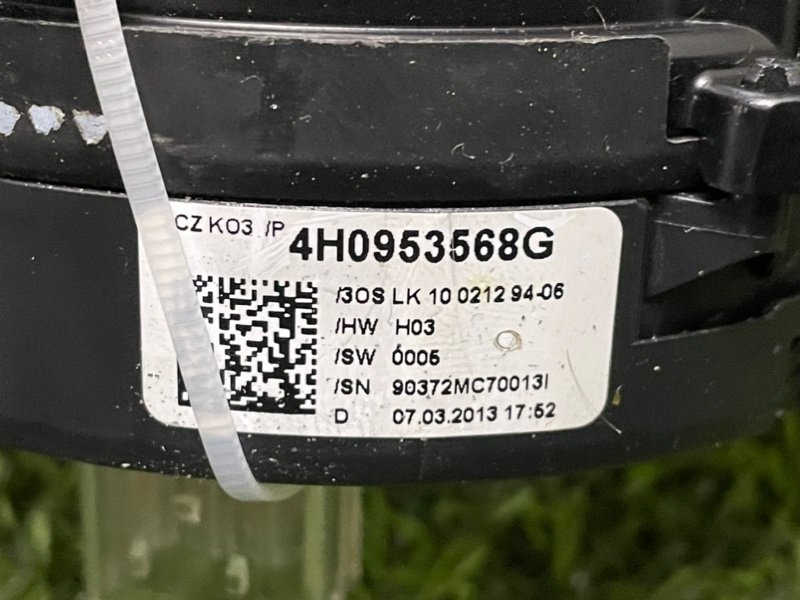 CZ K03 /P 4H0953568G
/3OS LK 10 0212 94-06
/HW H03
/SW 0005
/SN 90372MC70013I
D 07.03.2013 17:52